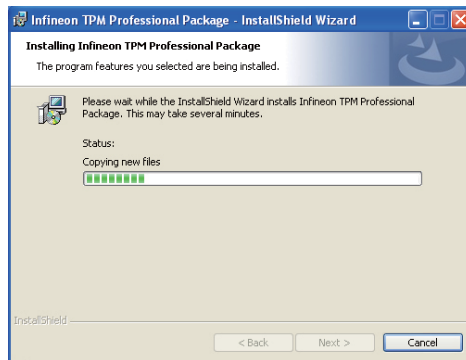 Infineon TPM Professional Package - InstallShield Wizard
Installing Infineon TPM Professional Package
The program features you selected are being installed.
Please wait while the InstallShield Wizard installs Infineon TPM Professional
Package. This may take several minutes.
Status:
Copying new files
InstallShield
< Back Next > Cancel